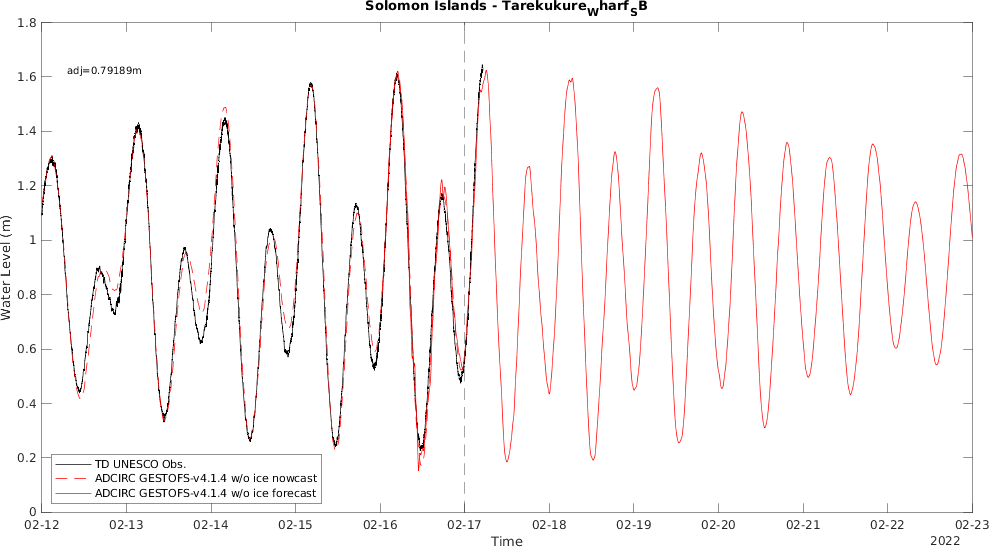 Solomon Islands - Tarekukure_Wharf_SB
1.8
1.6
1.4
1.2
1
0.8
0.6
0.4
0.2
0
Water Level (m)
adj=0.79189m
TD UNESCO Obs.
ADCIRC GESTOFS-v4.1.4 w/o ice nowcast
ADCIRC GESTOFS-v4.1.4 w/o ice forecast
02-12 02-13 02-14 02-15 02-16 02-17 02-18 02-19 02-20 02-21 02-22 02-23
Time
2022